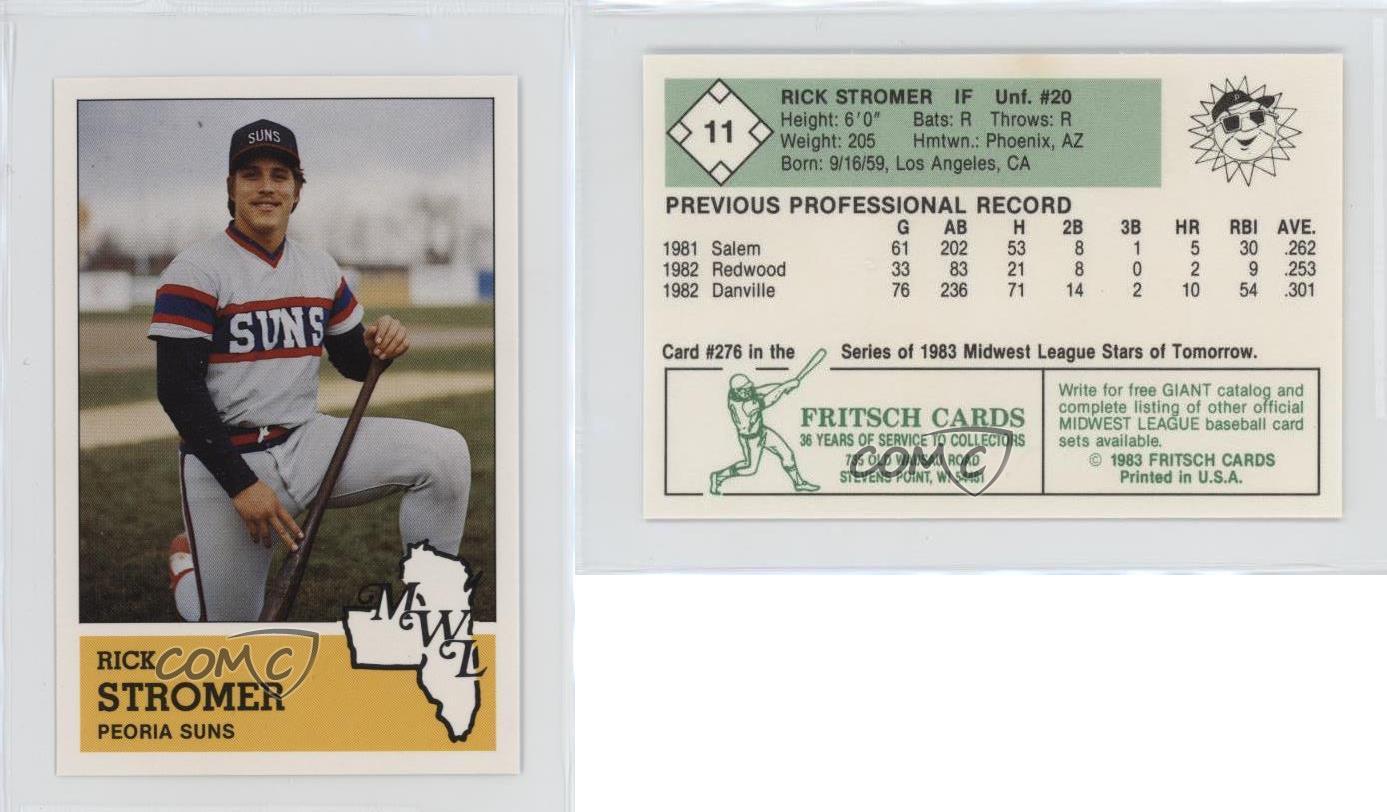 SUNS
SUNS
MWL
RICK
STROMER
PEORIA SUNS
COMC
11
RICK STROMER IF Unf. #20
Height: 6'0" Bats: R Throws: R
Weight: 205 Hmtwn.: Phoenix, AZ
Born: 9/16/59, Los Angeles, CA
P
PREVIOUS PROFESSIONAL RECORD
G AB H 2B 3B HR RBI AVE.
1981 Salem 61 202 53 8 1 5 30 .262
1982 Redwood 33 83 21 8 0 2 9 .253
1982 Danville 76 236 71 14 2 10 54 .301
Card #276 in the Series of 1983 Midwest League Stars of Tomorrow.
FRITSCH CARDS
36 YEARS OF SERVICE TO COLLECTORS
785 OLD WAUSAU ROAD
STEVENS POINT, WI 54481
COMC
Write for free GIANT catalog and
complete listing of other official
MIDWEST LEAGUE baseball card
sets available.
© 1983 FRITSCH CARDS
Printed in U.S.A.